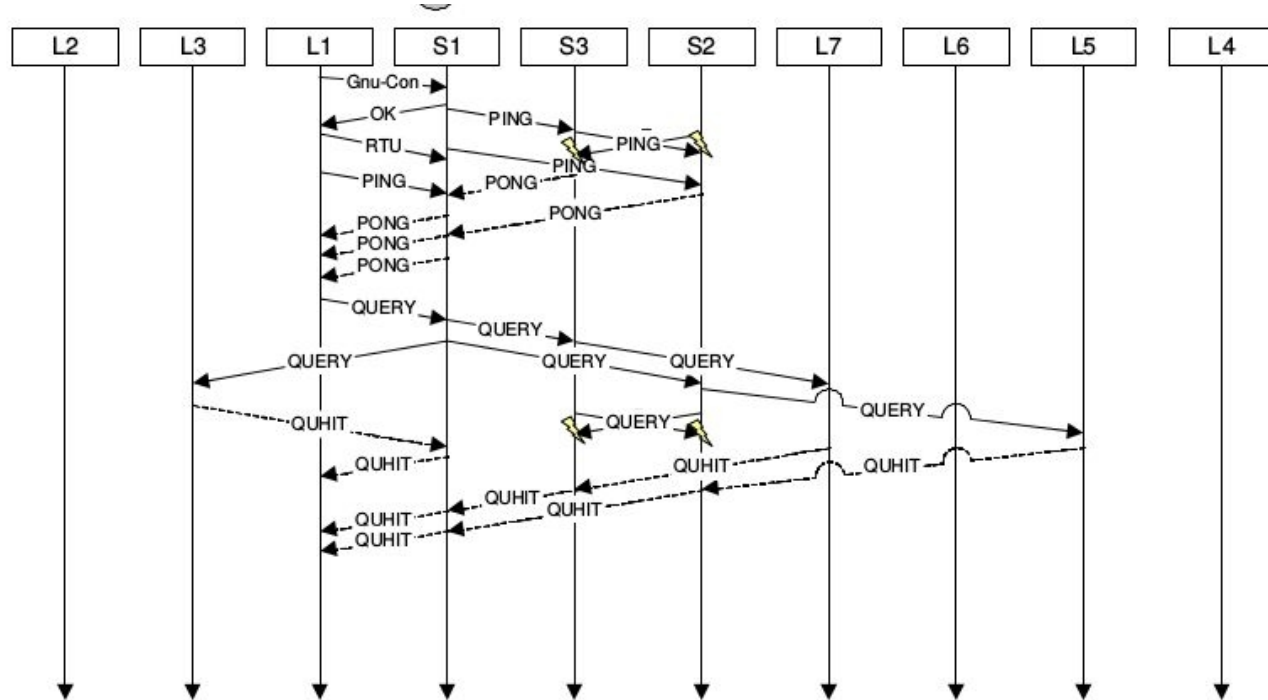 L2 L3 L1 S1 S3 S2 L7 L6 L5 L4
Gnu-Con
OK
PING
PING
RTU
PING
PING
PONG
PONG
PONG
PONG
PONG
QUERY
QUERY
QUERY
QUERY
QUERY
QUERY
QUERY
QUHIT
QUHIT
QUHIT
QUHIT
QUHIT
QUHIT
QUHIT
QUHIT